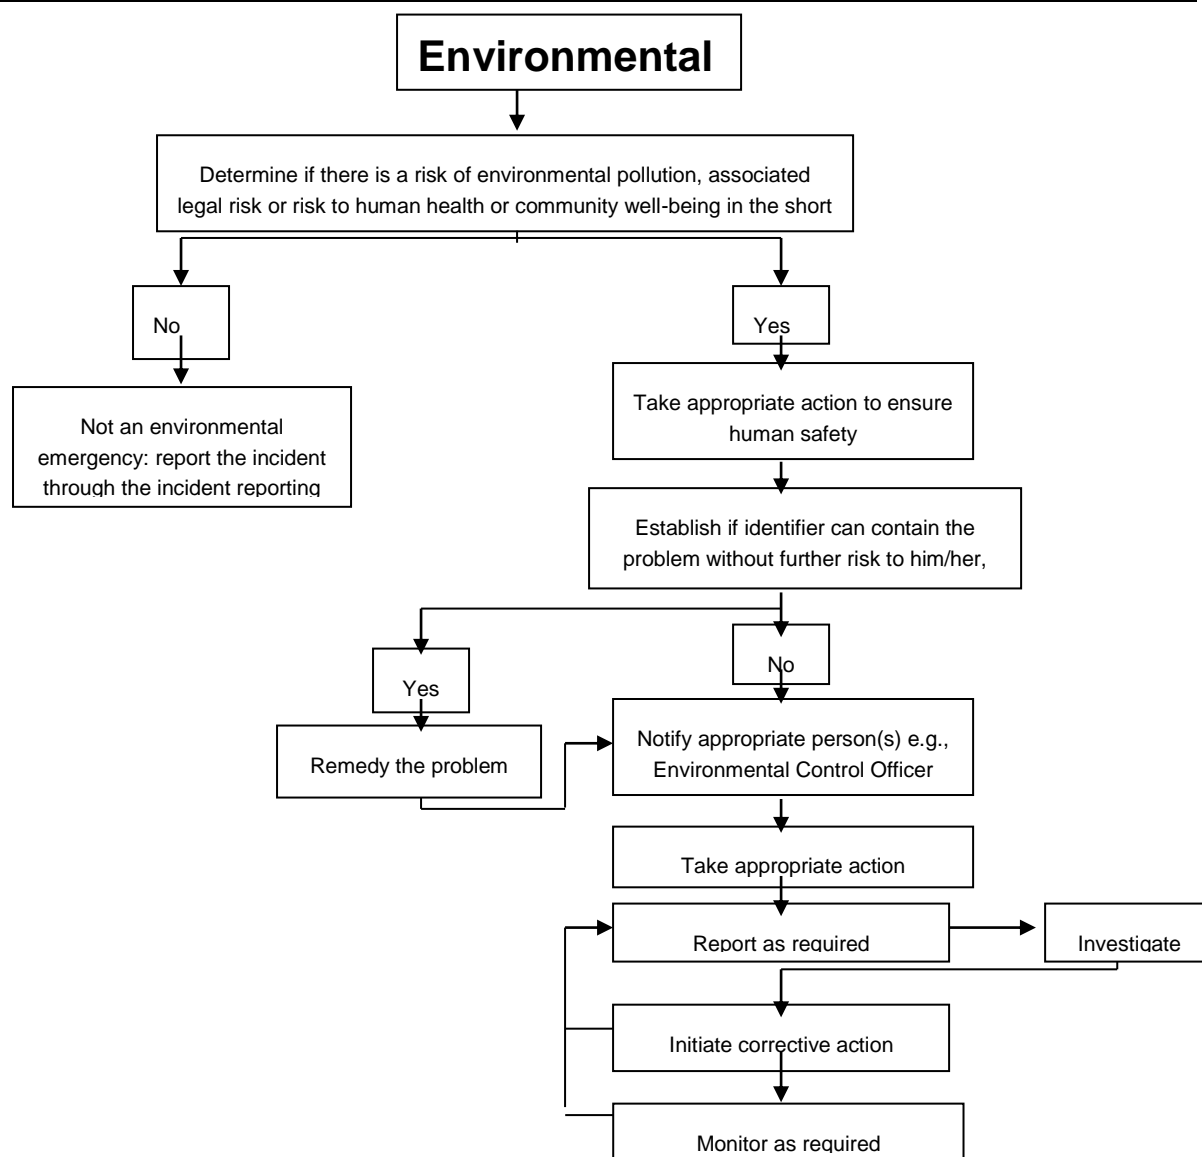 Environmental
Determine if there is a risk of environmental pollution, associated
legal risk or risk to human health or community well-being in the short
No
Yes
Not an environmental
emergency: report the incident
through the incident reporting
Take appropriate action to ensure
human safety
Establish if identifier can contain the
problem without further risk to him/her,
Yes
No
Remedy the problem
Notify appropriate person(s) e.g.,
Environmental Control Officer
Take appropriate action
Report as required
Investigate
Initiate corrective action
Monitor as required